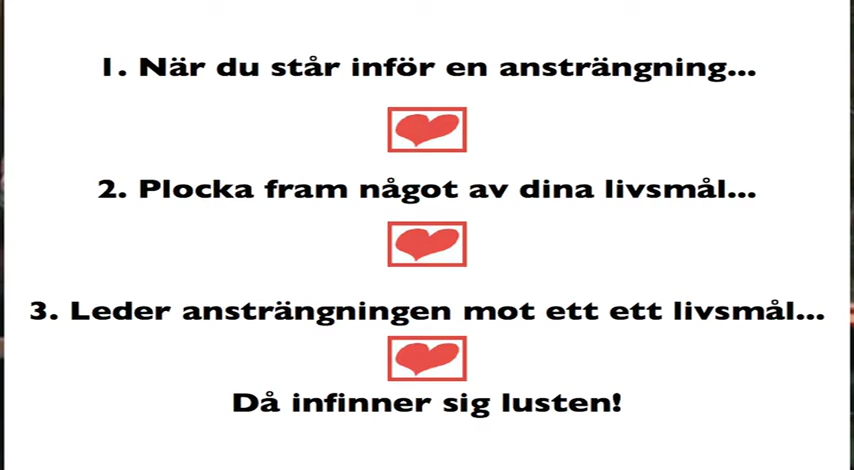 1. När du står inför en ansträngning...
2. Plocka fram något av dina livsmål...
3. Leder ansträngningen mot ett ett livsmål...
Då infinner sig lusten!